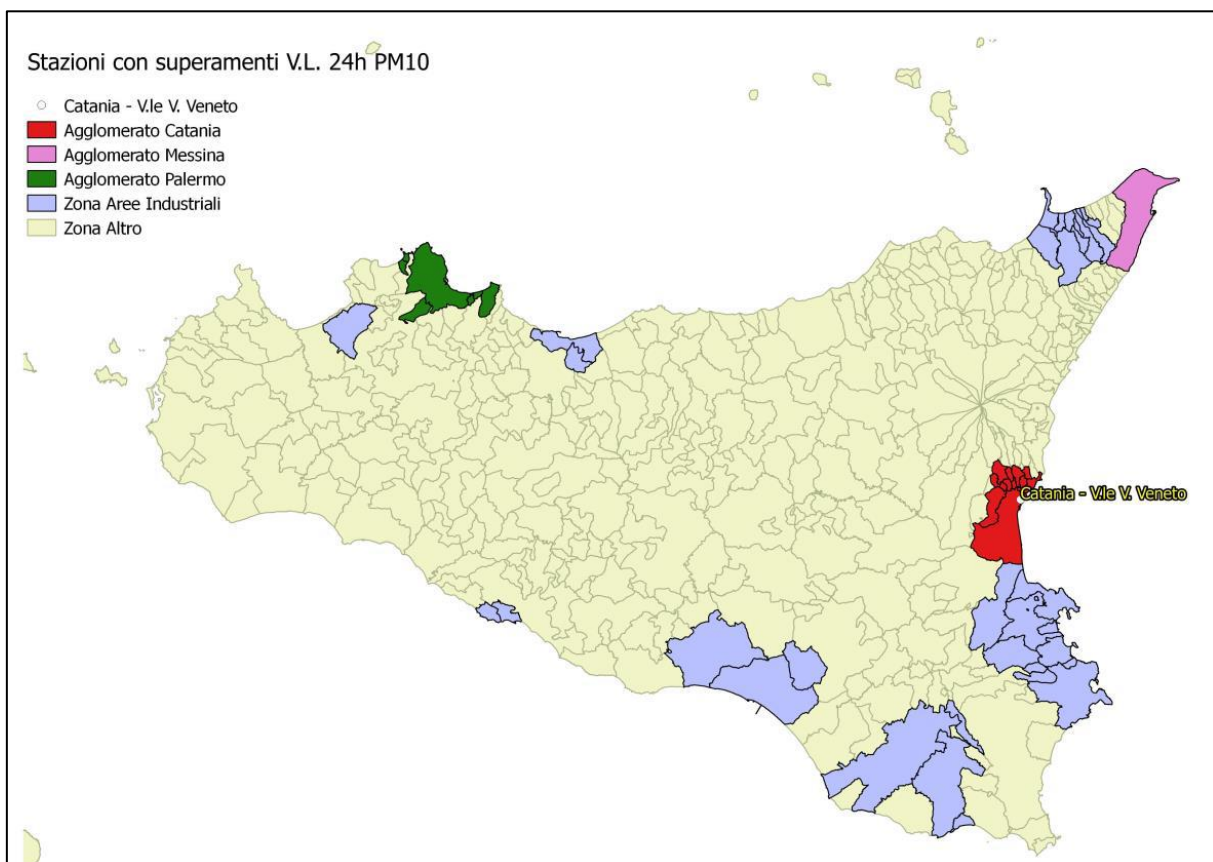 Stazioni con superamenti V.L. 24h PM10
Catania - V.le V. Veneto
Agglomerato Catania
Agglomerato Messina
Agglomerato Palermo
Zona Aree Industriali
Zona Altro
Catania - V.le V. Veneto